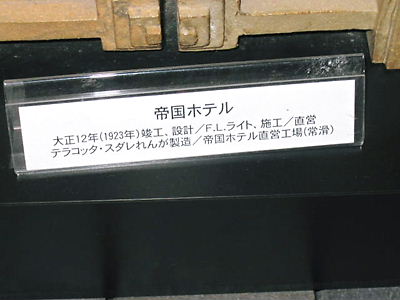 帝国ホテル
大正12年(1923年)竣工、設計/F.L.ライト、施工/直営
テラコッタ・スダレれんが製造/帝国ホテル直営工場(常滑)